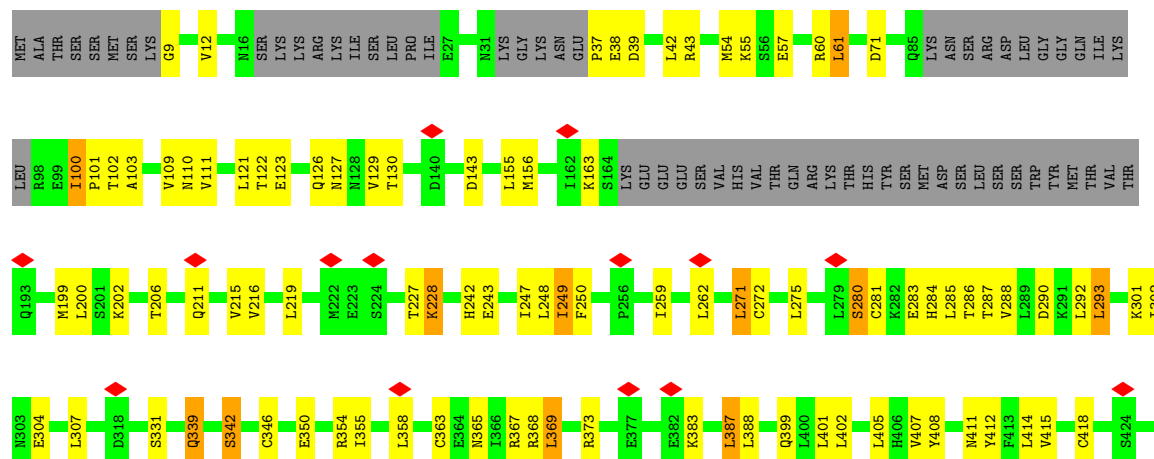 MET ALA THR SER SER MET SER LYS G9 V12 N16 SER LYS LYS ARG LYS ILE SER LEU PRO ILE E27 N31 LYS GLY LYS ASN GLU P37 E38 D39 L42 R43 M54 K55 S56 E57 R60 L61 D71 Q85 LYS ASN SER ARG ASP LEU GLY GLY GLN ILE LYS
LEU R98 E99 I100 P101 T102 A103 V109 N110 V111 L121 T122 E123 Q126 N127 N128 V129 T130 D140 D143 L155 M156 I162 K163 S164 LYS GLU GLU GLU SER VAL HIS VAL THR GLN ARG LYS THR HIS TYR SER MET ASP SER LEU SER SER TRP TYR MET THR VAL THR
Q193 M199 L200 S201 K202 T206 Q211 V215 V216 L219 M222 E223 S224 T227 K228 H242 E243 I247 L248 I249 F250 P256 I259 L262 L271 C272 L275 L279 S280 C281 K282 E283 H284 L285 T286 T287 V288 L289 D290 K291 L292 L293 K301
N303 E304 L307 D318 S331 Q339 S342 C346 E350 R354 I355 L358 C363 E364 N365 I366 R367 R368 L369 R373 E377 E382 K383 L387 L388 Q399 L400 L401 L402 L405 H406 V407 Y408 N411 Y412 F413 L414 V415 C418 S424